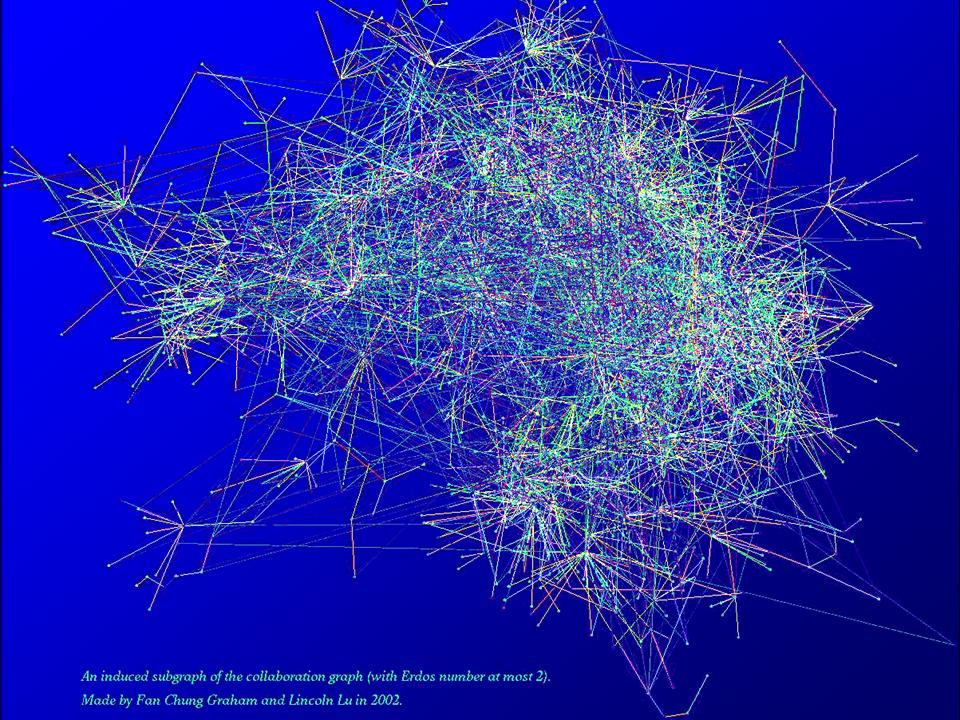 An induced subgraph of the collaboration graph (with Erdos number at most 2).
Made by Fan Chung Graham and Lincoln Lu in 2002.